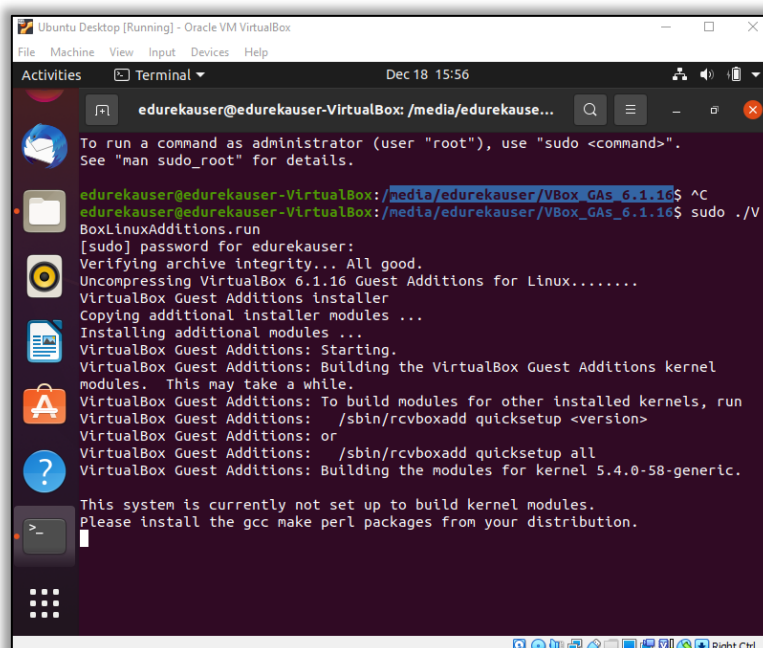 Ubuntu Desktop [Running] - Oracle VM VirtualBox
File Machine View Input Devices Help
Activities Terminal Dec 18 15:56
edurekauser@edurekauser-VirtualBox: /media/edurekause...
To run a command as administrator (user "root"), use "sudo <command>".
See "man sudo_root" for details.
edurekauser@edurekauser-VirtualBox:/media/edurekauser/VBox_GAs_6.1.16$ ^C
edurekauser@edurekauser-VirtualBox:/media/edurekauser/VBox_GAs_6.1.16$ sudo ./V
BoxLinuxAdditions.run
[sudo] password for edurekauser:
Verifying archive integrity... All good.
Uncompressing VirtualBox 6.1.16 Guest Additions for Linux........
VirtualBox Guest Additions installer
Copying additional installer modules ...
Installing additional modules ...
VirtualBox Guest Additions: Starting.
VirtualBox Guest Additions: Building the VirtualBox Guest Additions kernel
modules.  This may take a while.
VirtualBox Guest Additions: To build modules for other installed kernels, run
VirtualBox Guest Additions:   /sbin/rcvboxadd quicksetup <version>
VirtualBox Guest Additions: or
VirtualBox Guest Additions:   /sbin/rcvboxadd quicksetup all
VirtualBox Guest Additions: Building the modules for kernel 5.4.0-58-generic.
This system is currently not set up to build kernel modules.
Please install the gcc make perl packages from your distribution.
Right Ctrl